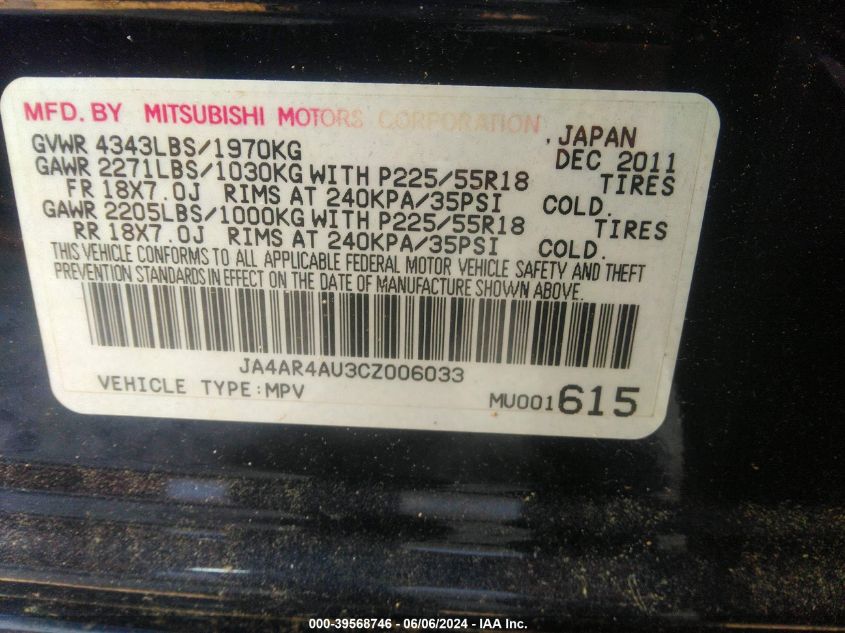 MFD. BY MITSUBISHI MOTORS CORPORATION , JAPAN
GVWR 4343LBS/1970KG DEC 2011
GAWR 2271LBS/1030KG WITH P225/55R18 TIRES
FR 18X7.0J RIMS AT 240KPA/35PSI COLD.
GAWR 2205LBS/1000KG WITH P225/55R18 TIRES
RR 18X7.0J RIMS AT 240KPA/35PSI COLD.
THIS VEHICLE CONFORMS TO ALL APPLICABLE FEDERAL MOTOR VEHICLE SAFETY AND THEFT
PREVENTION STANDARDS IN EFFECT ON THE DATE OF MANUFACTURE SHOWN ABOVE.
JA4AR4AU3CZ006033
VEHICLE TYPE:MPV MU001615
000-39568746 - 06/06/2024 - IAA Inc.